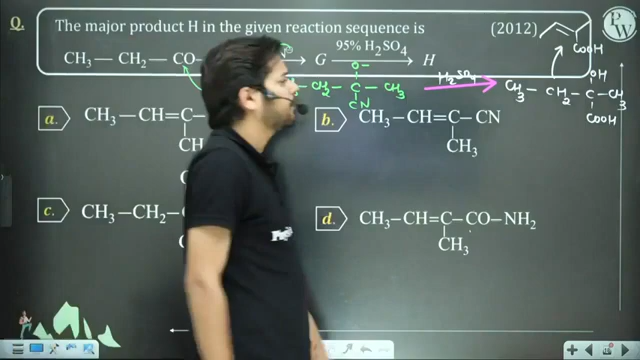 Q. The major product H in the given reaction sequence is (2012)
CH₃—CH₂—CO— → G 95% H₂SO₄ → H
COOH
O⁻
CH₂ — C — CH₃
CN
H₂SO₄
OH
CH₃ — CH₂ — C — CH₃
COOH
a. CH₃—CH=C—
CH
b. CH₃—CH=C—CN
CH₃
c. CH₃—CH₂—
d. CH₃—CH=C—CO—NH₂
CH₃
PW